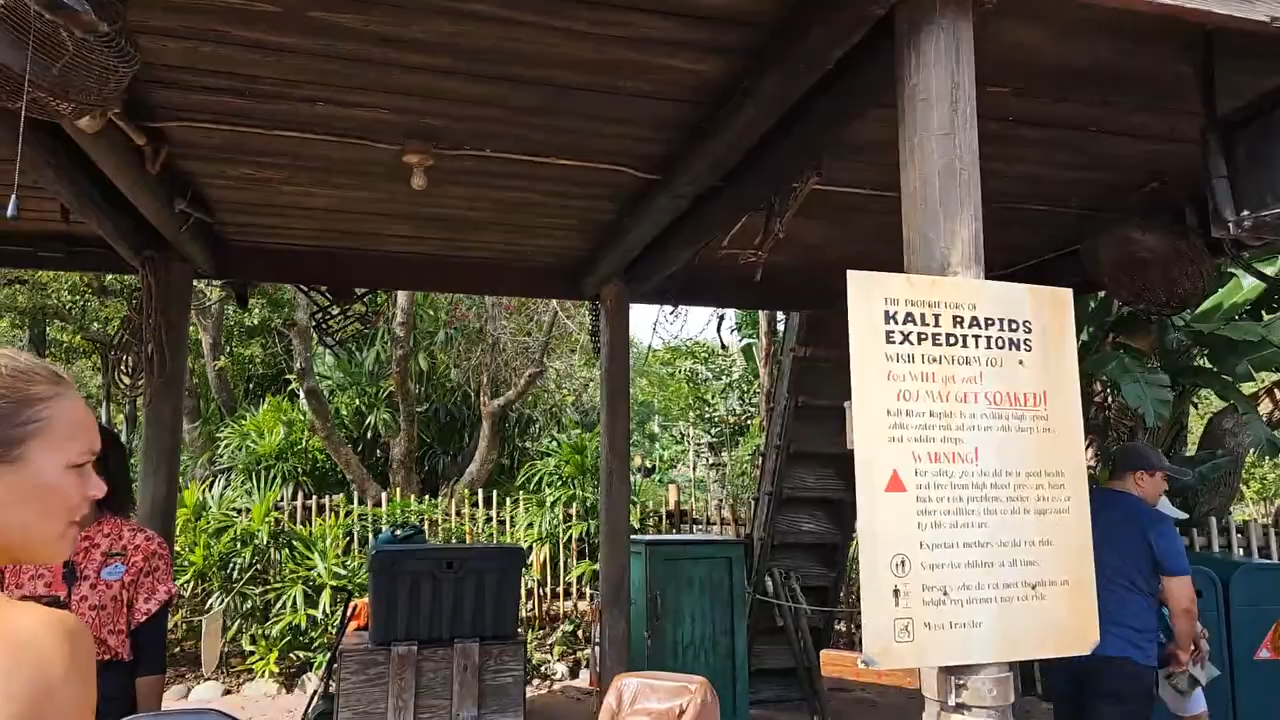 THE PROPRIETORS OF
KALI RAPIDS
EXPEDITIONS
WISH TO INFORM YOU
You WILL get wet!
YOU MAY GET SOAKED!
Kali River Rapids is an exciting high speed
white-water raft adventure with sharp turns
and sudden drops.
WARNING!
For safety, you should be in good health
and free from high blood pressure, heart,
back or neck problems, motion sickness or
other conditions that could be aggravated
by this adventure.
Expectant mothers should not ride.
Supervise children at all times.
Persons who do not meet the minimum
height requirement may not ride.
Must Transfer